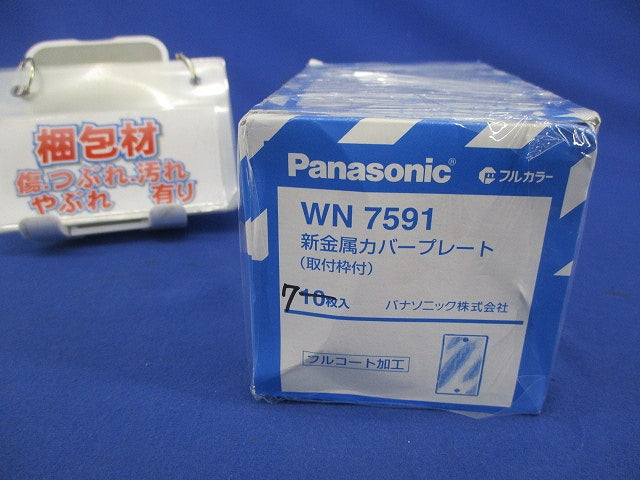 梱包材
傷.つぶれ.汚れ
やぶれ 有り
Panasonic®
フルカラー
WN 7591
新金属カバープレート
(取付枠付)
7 10枚入
パナソニック株式会社
フルコート加工